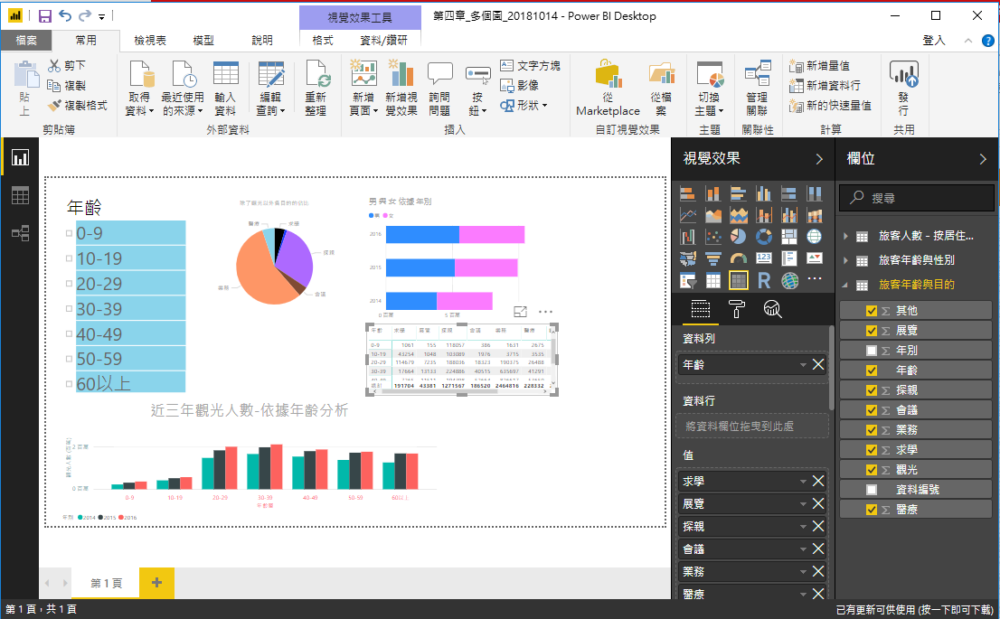 視覺效果工具
第四章_多個圖_20181014 - Power BI Desktop
檔案 常用 檢視表 模型 說明 格式 資料/鑽研 登入
貼上
剪下
複製
複製格式
剪貼簿
取得資料
最近使用的來源
輸入資料
編輯查詢
重新整理
外部資料
新增頁面
新增視覺效果
詢問問題
按鈕
文字方塊
影像
形狀
插入
從 Marketplace
從檔案
自訂視覺效果
切換主題
主題
管理關聯
關聯性
新增量值
新增資料行
新的快速量值
計算
發行
共用
年齡
0-9
10-19
20-29
30-39
40-49
50-59
60以上
除了觀光以外各目的的佔比
醫療 求學
探親
會議
業務
男與女 依據 年別
男 女
2016
2015
2014
0 百萬 5 百萬
年齡 求學 展覽 探親 會議 業務 醫療
0-9 1061 155 118057 386 1631 2675
10-19 43254 1048 103089 1976 3715 3535
20-29 114679 7235 188036 18323 190375 26488
30-39 17664 13133 224886 40515 635697 41291
總計 191704 43381 1271567 186520 2464816 228332
近三年觀光人數-依據年齡分析
觀光人數 (百萬)
2 百萬
0 百萬
0-9 10-19 20-29 30-39 40-49 50-59 60以上
年齡層
年別 2014 2015 2016
視覺效果
資料列
年齡
資料行
將資料欄位拖曳到此處
值
求學
展覽
探親
會議
業務
醫療
欄位
搜尋
旅客人數 - 按居住...
旅客年齡與性別
旅客年齡與目的
其他
展覽
年別
年齡
探親
會議
業務
求學
觀光
資料編號
醫療
第 1 頁
第 1 頁，共 1 頁
已有更新可供使用 (按一下即可下載)